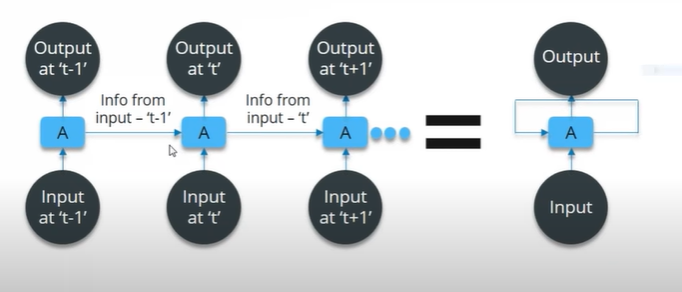 Output
at ‘t-1’
Output
at ‘t’
Output
at ‘t+1’
Output
Info from
input – ‘t-1’
Info from
input – ‘t’
A
A
A
A
Input
at ‘t-1’
Input
at ‘t’
Input
at ‘t+1’
Input